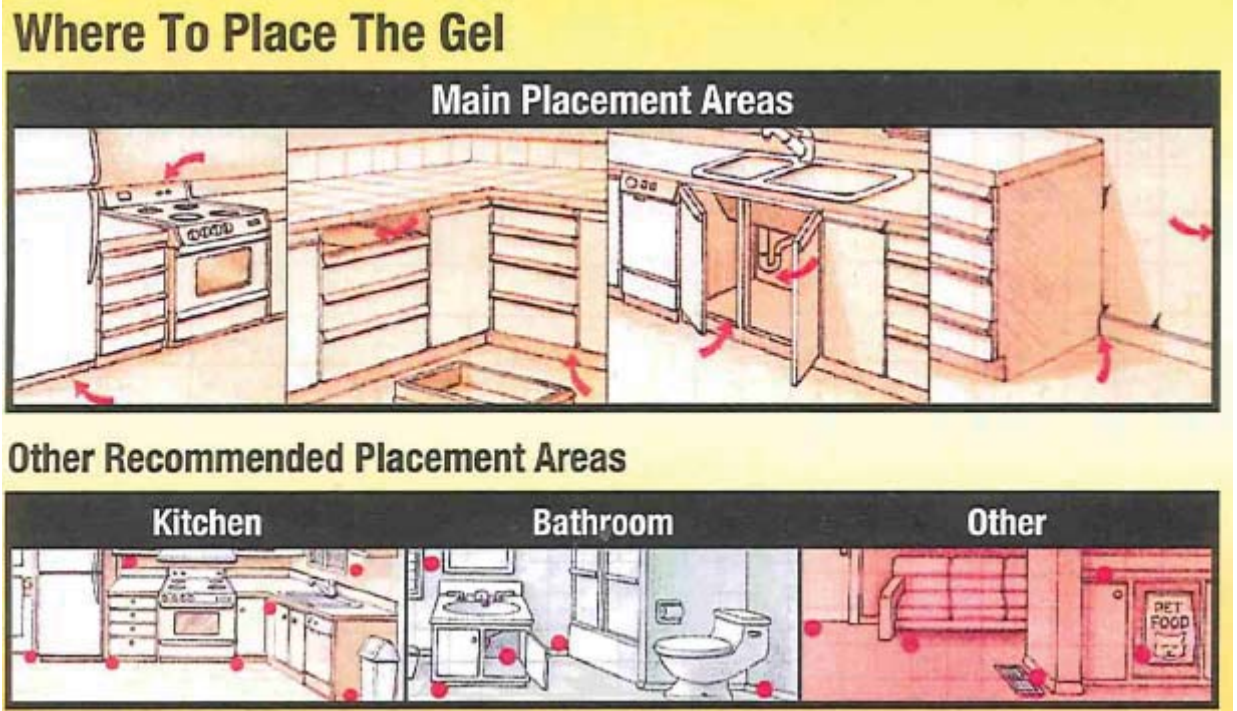 Where To Place The Gel
Main Placement Areas
Other Recommended Placement Areas
Kitchen
Bathroom
Other
PET
FOOD